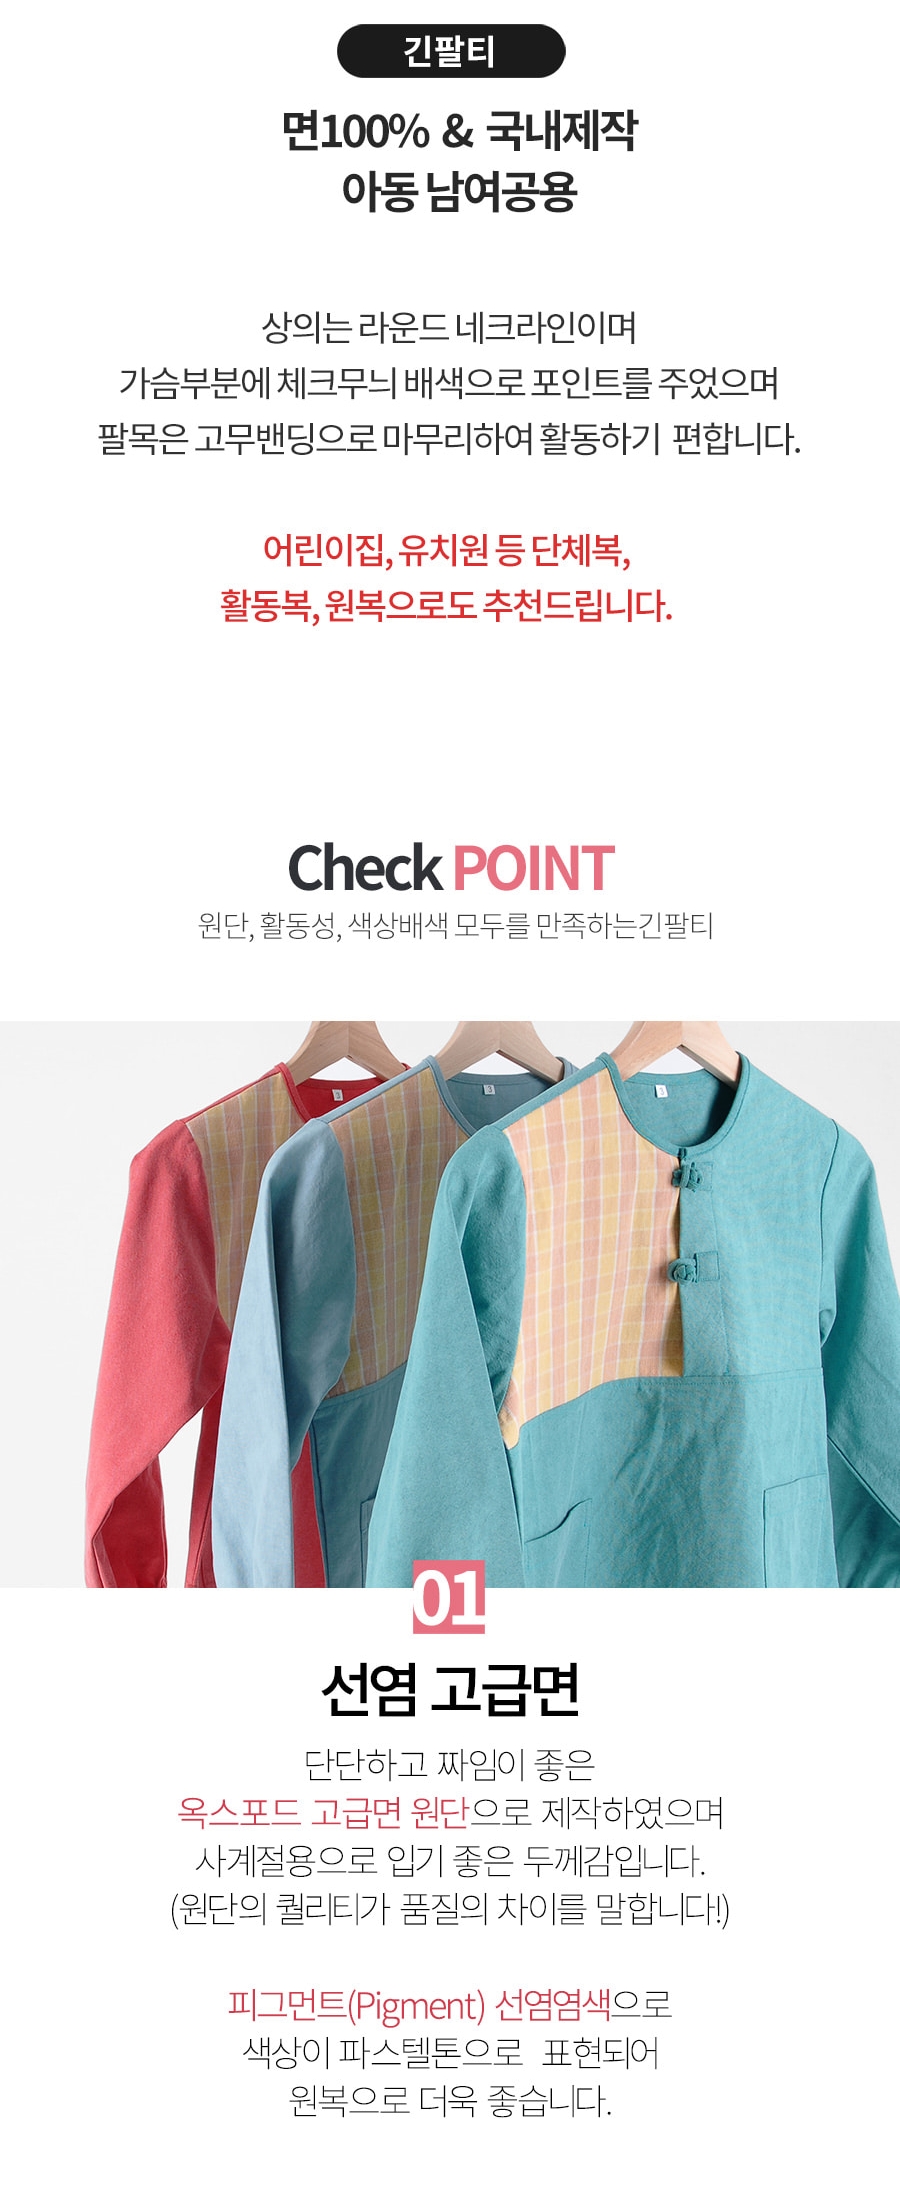 긴팔티
면100% & 국내제작
아동 남여공용
상의는 라운드 네크라인이며
가슴부분에 체크무늬 배색으로 포인트를 주었으며
팔목은 고무밴딩으로 마무리하여 활동하기 편합니다.
어린이집, 유치원 등 단체복,
활동복, 원복으로도 추천드립니다.
Check POINT
원단, 활동성, 색상배색 모두를 만족하는긴팔티
3
3
3
01
선염 고급면
단단하고 짜임이 좋은
옥스포드 고급면 원단으로 제작하였으며
사계절용으로 입기 좋은 두께감입니다.
(원단의 퀄리티가 품질의 차이를 말합니다!)
피그먼트(Pigment) 선염염색으로
색상이 파스텔톤으로 표현되어
원복으로 더욱 좋습니다.